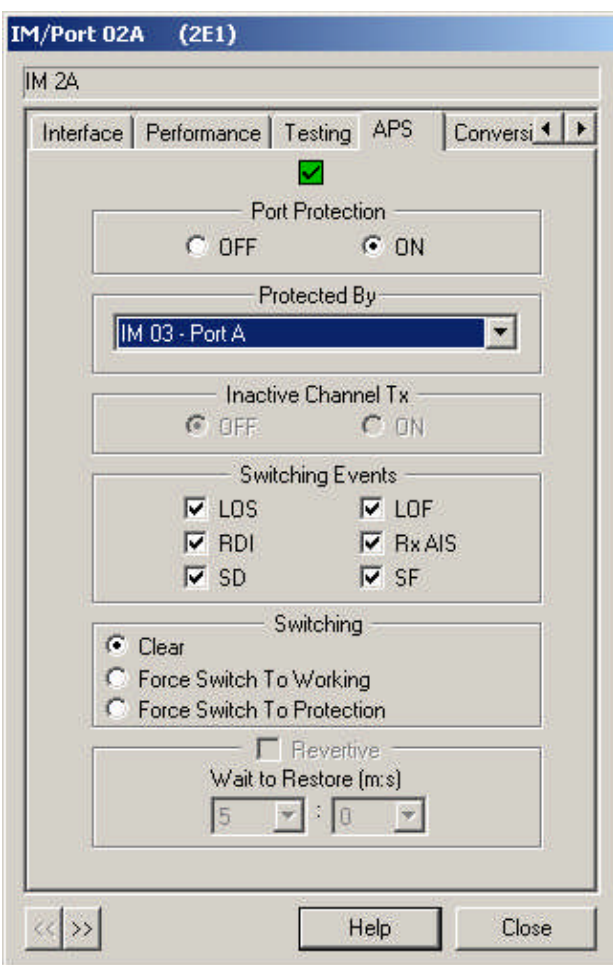 IM/Port 02A (2E1)
IM 2A
Interface Performance Testing APS Conversi
Port Protection
OFF ON
Protected By
IM 03 - Port A
Inactive Channel Tx
OFF ON
Switching Events
LOS LOF
RDI Rx AIS
SD SF
Switching
Clear
Force Switch To Working
Force Switch To Protection
Revertive
Wait to Restore (m:s)
5 : 0
<< >> Help Close